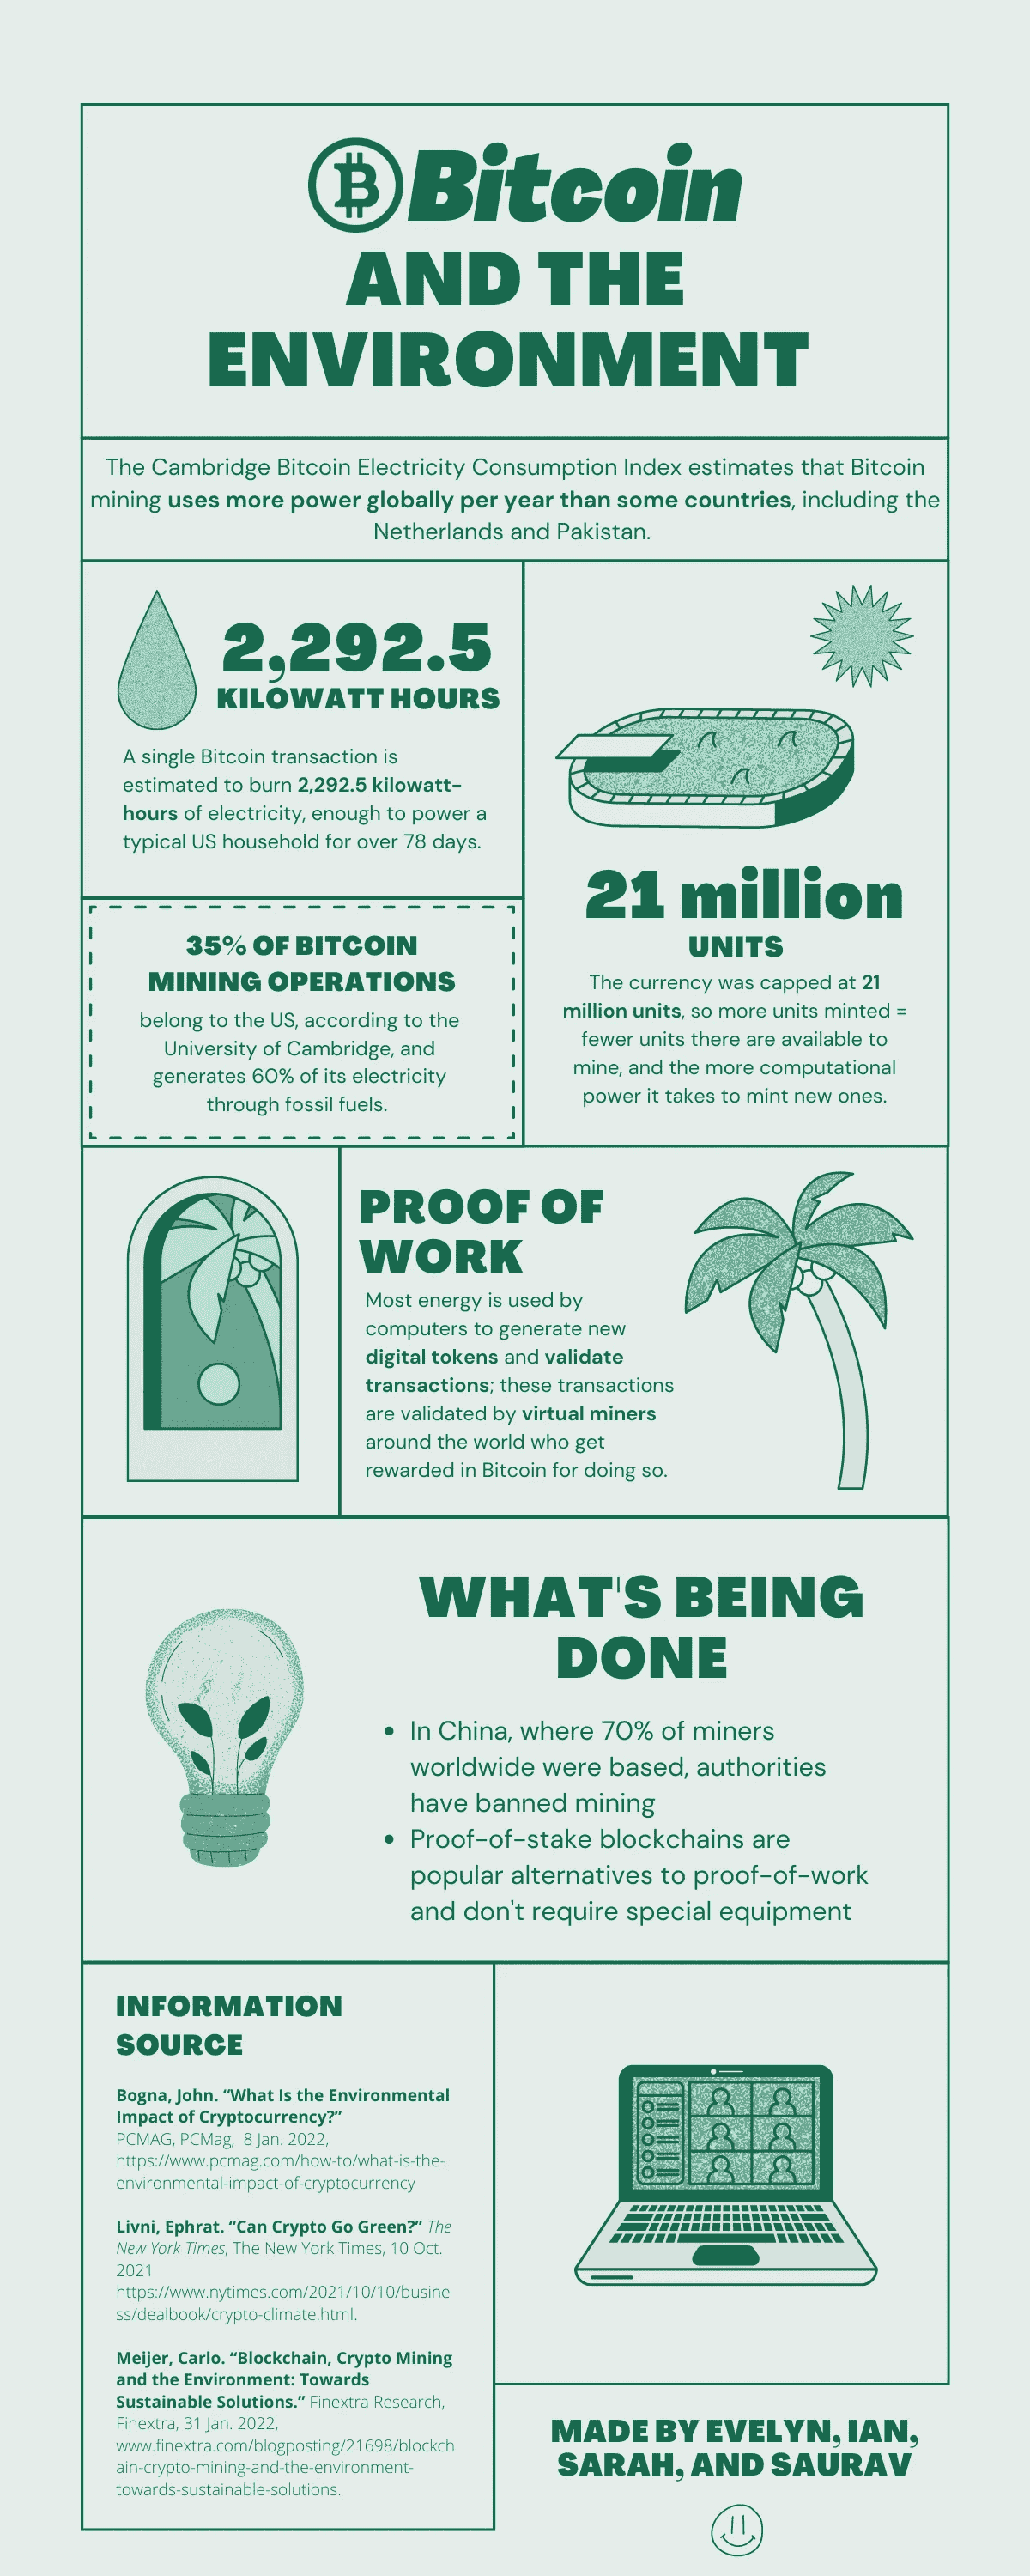 Bitcoin
AND THE
ENVIRONMENT
The Cambridge Bitcoin Electricity Consumption Index estimates that Bitcoin
mining uses more power globally per year than some countries, including the
Netherlands and Pakistan.
2,292.5
KILOWATT HOURS
A single Bitcoin transaction is
estimated to burn 2,292.5 kilowatt-
hours of electricity, enough to power a
typical US household for over 78 days.
35% OF BITCOIN
MINING OPERATIONS
belong to the US, according to the
University of Cambridge, and
generates 60% of its electricity
through fossil fuels.
21 million
UNITS
The currency was capped at 21
million units, so more units minted =
fewer units there are available to
mine, and the more computational
power it takes to mint new ones.
PROOF OF
WORK
Most energy is used by
computers to generate new
digital tokens and validate
transactions; these transactions
are validated by virtual miners
around the world who get
rewarded in Bitcoin for doing so.
WHAT'S BEING
DONE
• In China, where 70% of miners
worldwide were based, authorities
have banned mining
• Proof-of-stake blockchains are
popular alternatives to proof-of-work
and don't require special equipment
INFORMATION
SOURCE
Bogna, John. “What Is the Environmental
Impact of Cryptocurrency?”
PCMAG, PCMag, 8 Jan. 2022,
https://www.pcmag.com/how-to/what-is-the-
environmental-impact-of-cryptocurrency
Livni, Ephrat. “Can Crypto Go Green?” The
New York Times, The New York Times, 10 Oct.
2021
https://www.nytimes.com/2021/10/10/busine
ss/dealbook/crypto-climate.html.
Meijer, Carlo. “Blockchain, Crypto Mining
and the Environment: Towards
Sustainable Solutions.” Finextra Research,
Finextra, 31 Jan. 2022,
www.finextra.com/blogposting/21698/blockch
ain-crypto-mining-and-the-environment-
towards-sustainable-solutions.
MADE BY EVELYN, IAN,
SARAH, AND SAURAV